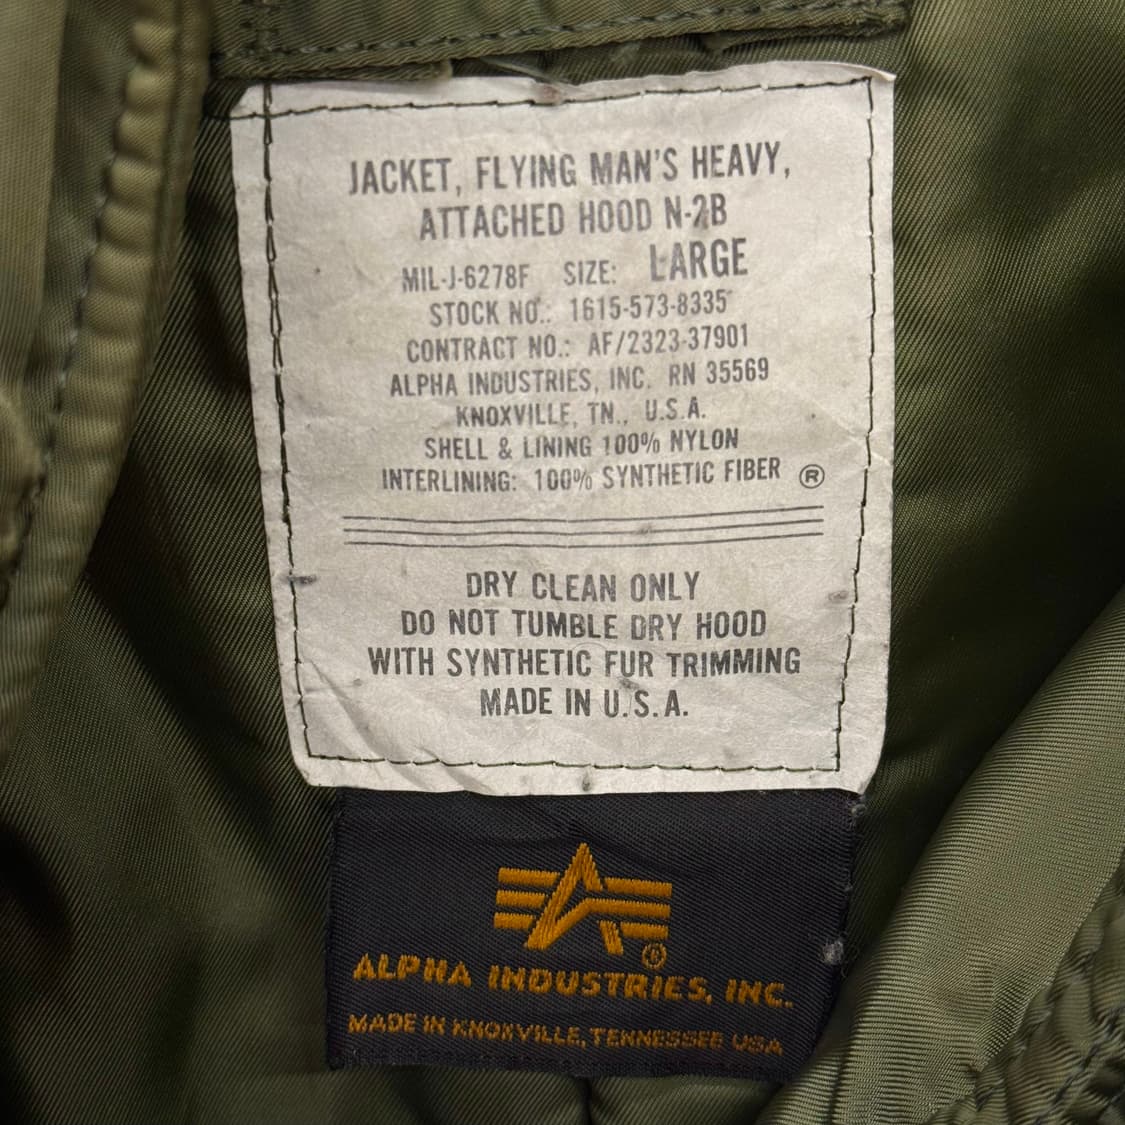 JACKET, FLYING MAN'S HEAVY,
ATTACHED HOOD N-2B
MIL-J-6278F SIZE: LARGE
STOCK NO.: 1615-573-8335
CONTRACT NO.: AF/2323-37901
ALPHA INDUSTRIES, INC. RN 35569
KNOXVILLE, TN., U.S.A.
SHELL & LINING 100% NYLON
INTERLINING: 100% SYNTHETIC FIBER ®
DRY CLEAN ONLY
DO NOT TUMBLE DRY HOOD
WITH SYNTHETIC FUR TRIMMING
MADE IN U.S.A.
®
ALPHA INDUSTRIES, INC.
MADE IN KNOXVILLE, TENNESSEE USA